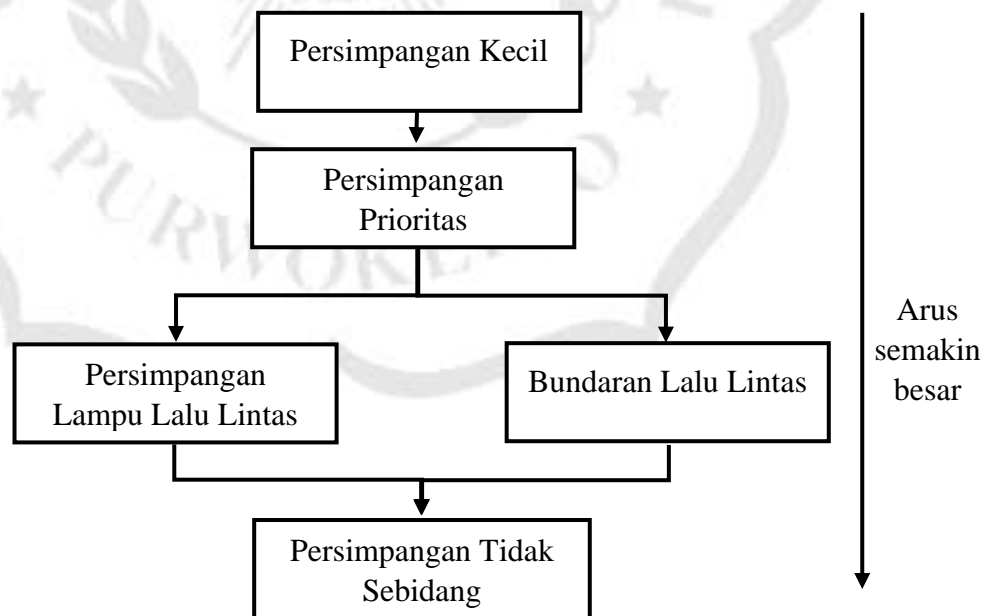 Persimpangan Kecil
Persimpangan
Prioritas
Persimpangan
Lampu Lalu Lintas
Bundaran Lalu Lintas
Persimpangan Tidak
Sebidang
Arus
semakin
besar